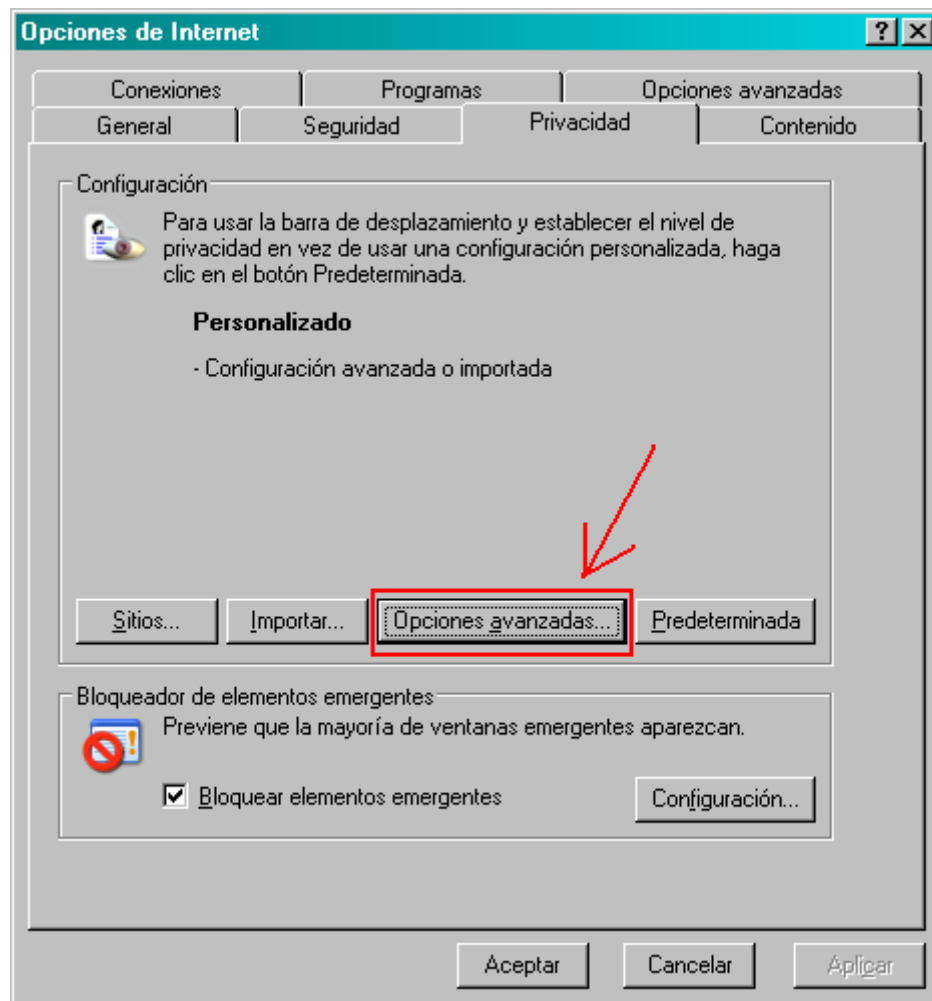 Opciones de Internet
Conexiones Programas Opciones avanzadas
General Seguridad Privacidad Contenido
Configuración
Para usar la barra de desplazamiento y establecer el nivel de
privacidad en vez de usar una configuración personalizada, haga
clic en el botón Predeterminada.
Personalizado
- Configuración avanzada o importada
Sitios... Importar... Opciones avanzadas... Predeterminada
Bloqueador de elementos emergentes
Previene que la mayoría de ventanas emergentes aparezcan.
Bloquear elementos emergentes Configuración...
Aceptar Cancelar Aplicar